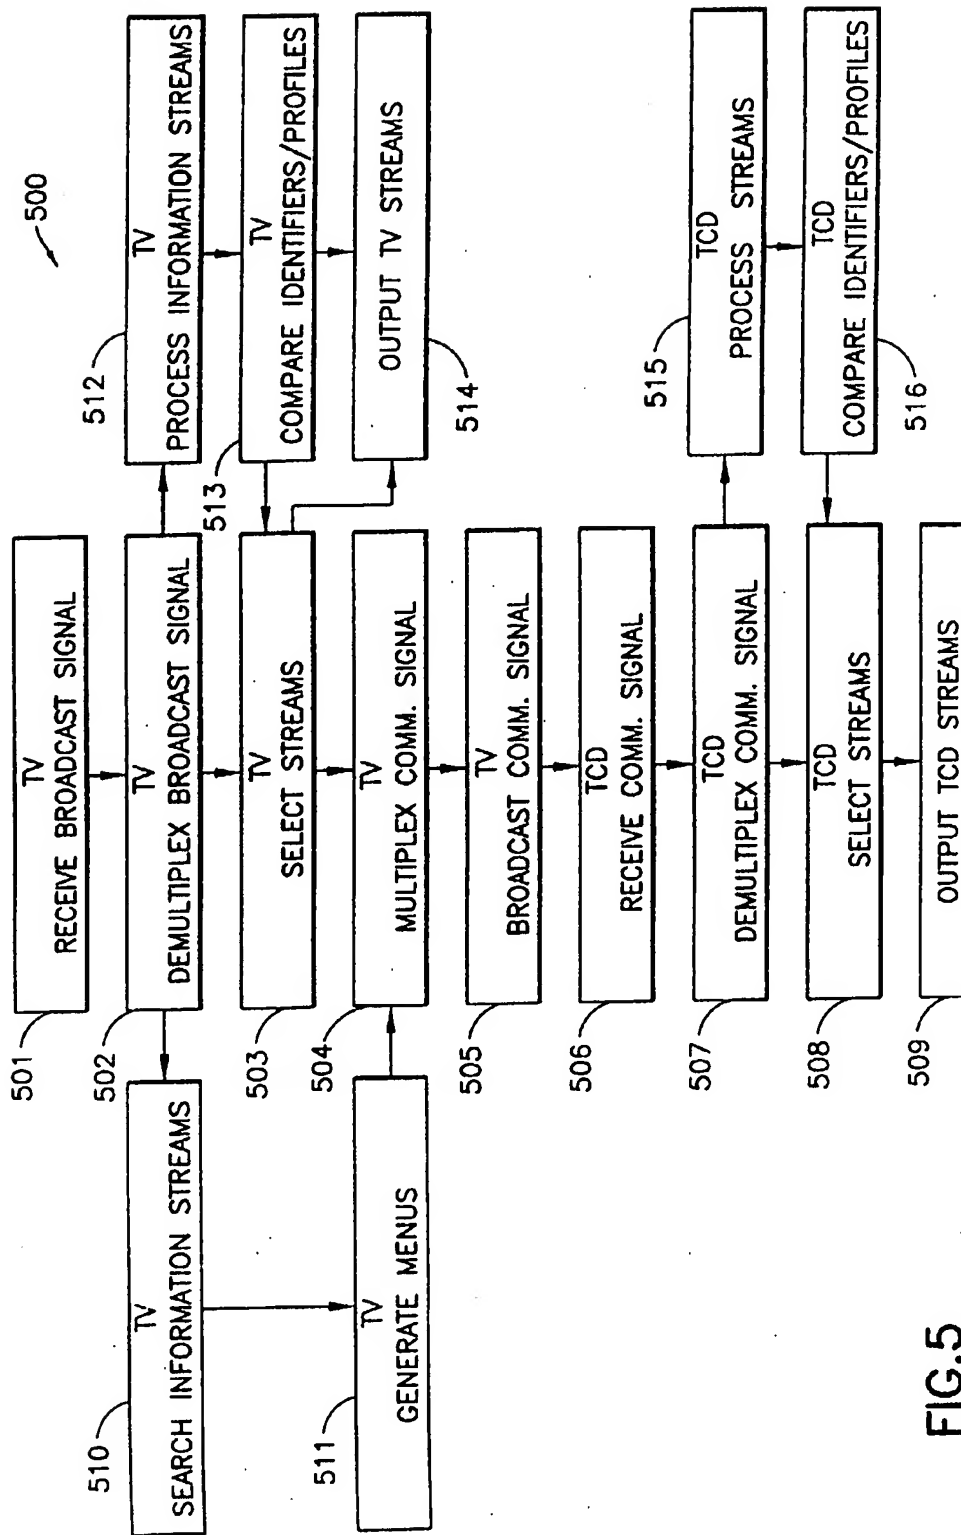 500
TV
RECEIVE BROADCAST SIGNAL
501
TV
DEMULTIPLEX BROADCAST SIGNAL
502
TV
SELECT STREAMS
503
TV
MULTIPLEX COMM. SIGNAL
504
TV
BROADCAST COMM. SIGNAL
505
TCD
RECEIVE COMM. SIGNAL
506
TCD
DEMULTIPLEX COMM. SIGNAL
507
TCD
SELECT STREAMS
508
OUTPUT TCD STREAMS
509
TV
SEARCH INFORMATION STREAMS
510
TV
GENERATE MENUS
511
TV
PROCESS INFORMATION STREAMS
512
TV
COMPARE IDENTIFIERS/PROFILES
513
OUTPUT TV STREAMS
514
TCD
PROCESS STREAMS
515
TCD
COMPARE IDENTIFIERS/PROFILES
516
FIG.5